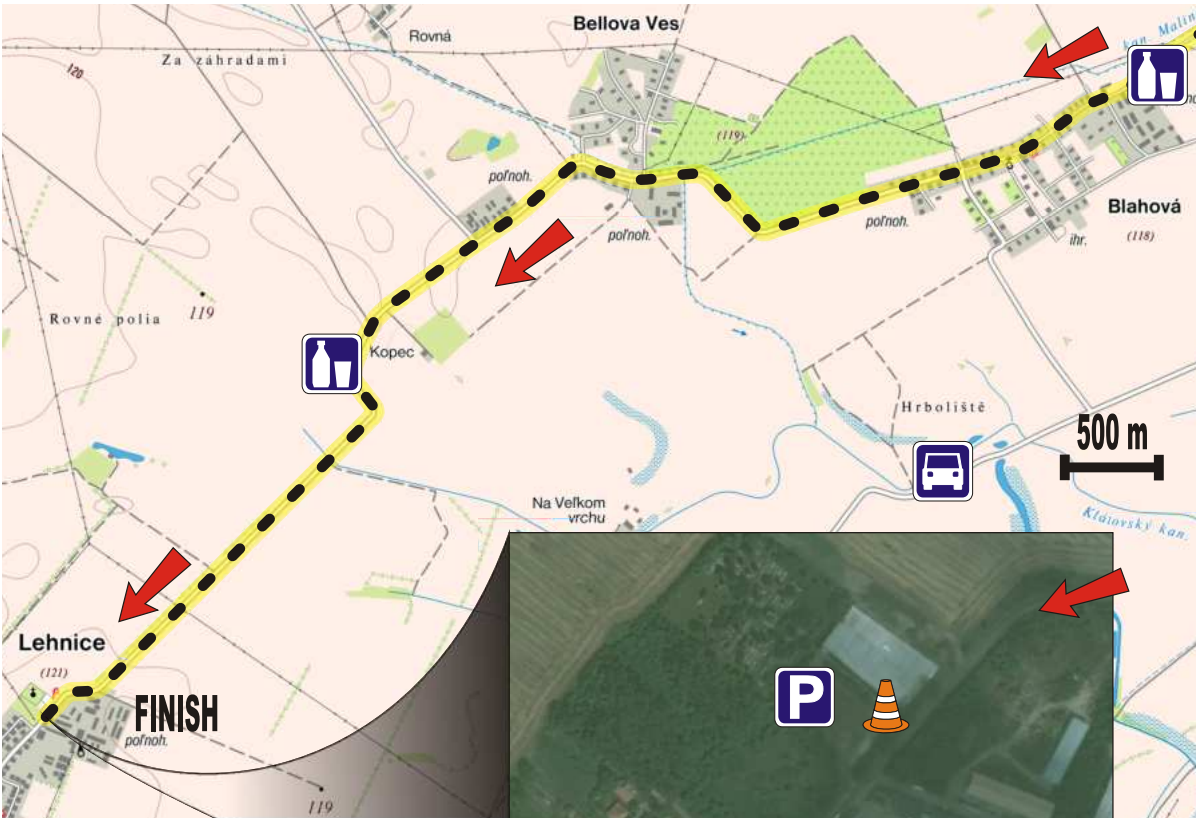 Bellova Ves
Rovná
kan. Malin
Za záhradami
120
(119)
poľnoh.
Blahová
(118)
poľnoh.
ihr.
poľnoh.
119
Rovné polia
Kopec
Hrboliště
500 m
Na Veľkom
vrchu
Klátovský kan.
Lehnice
(121)
FINISH
poľnoh.
P
119